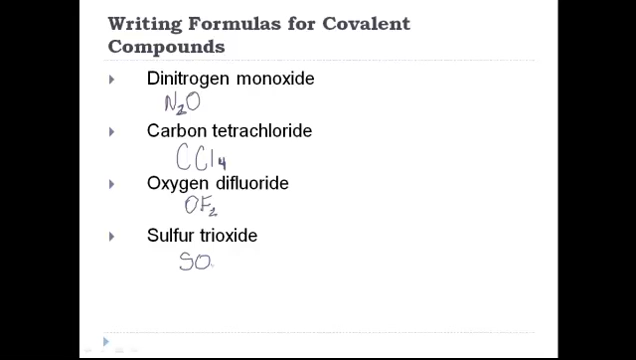 Writing Formulas for Covalent
Compounds
Dinitrogen monoxide
N₂O
Carbon tetrachloride
CCl₄
Oxygen difluoride
OF₂
Sulfur trioxide
SO